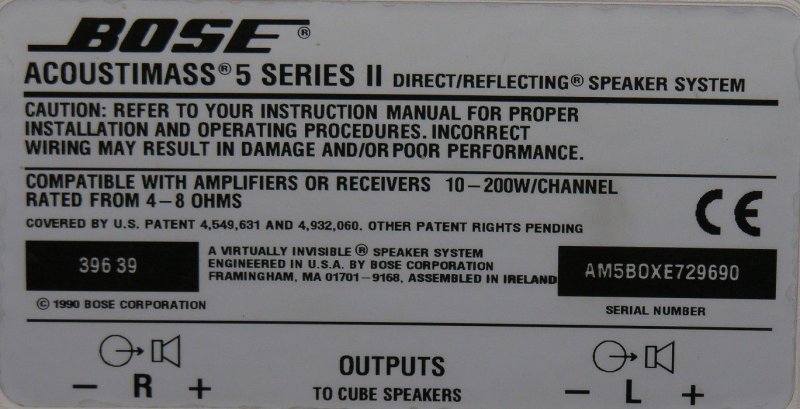 BOSE®
ACOUSTIMASS® 5 SERIES II DIRECT/REFLECTING® SPEAKER SYSTEM
CAUTION: REFER TO YOUR INSTRUCTION MANUAL FOR PROPER
INSTALLATION AND OPERATING PROCEDURES. INCORRECT
WIRING MAY RESULT IN DAMAGE AND/OR POOR PERFORMANCE.
COMPATIBLE WITH AMPLIFIERS OR RECEIVERS 10-200W/CHANNEL
RATED FROM 4-8 OHMS
CE
COVERED BY U.S. PATENT 4,549,631 AND 4,932,060. OTHER PATENT RIGHTS PENDING
396 39
A VIRTUALLY INVISIBLE® SPEAKER SYSTEM
ENGINEERED IN U.S.A. BY BOSE CORPORATION
FRAMINGHAM, MA 01701-9168, ASSEMBLED IN IRELAND
AM5BOXE729690
© 1990 BOSE CORPORATION
SERIAL NUMBER
- R +
OUTPUTS
TO CUBE SPEAKERS
- L +